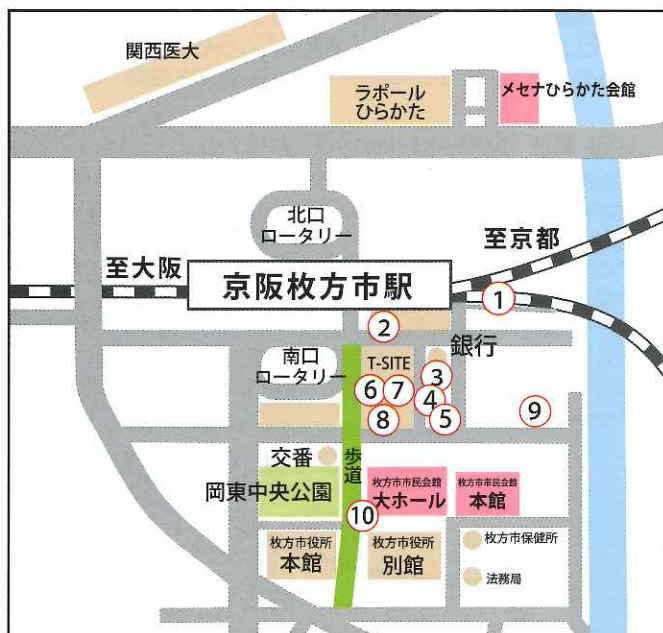 関西医大
ラポール
ひらかた
メセナひらかた会館
北口
ロータリー
至京都
至大阪
京阪枚方市駅
①
②
銀行
南口
ロータリー
T-SITE
③
⑥
⑦
④
⑧
⑤
⑨
交番
歩道
岡東中央公園
枚方市市民会館
大ホール
枚方市市民会館
本館
⑩
枚方市役所
本館
枚方市役所
別館
枚方市保健所
法務局